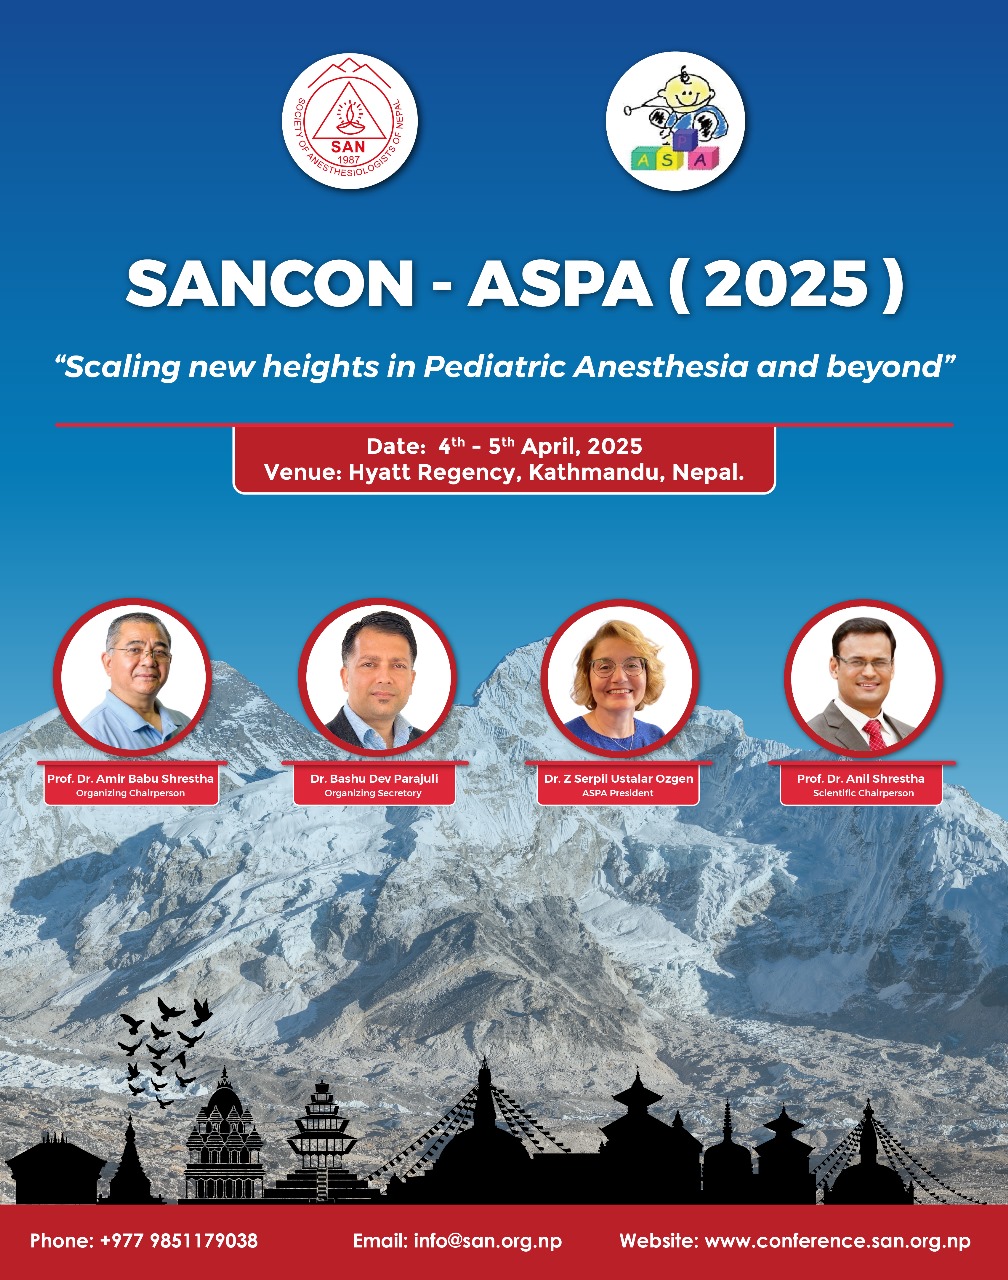 SOCIETY OF ANESTHESIOLOGISTS OF NEPAL
SAN
1987
P
A S A
SANCON - ASPA ( 2025 )
“Scaling new heights in Pediatric Anesthesia and beyond”
Date: 4th - 5th April, 2025
Venue: Hyatt Regency, Kathmandu, Nepal.
Prof. Dr. Amir Babu Shrestha
Organizing Chairperson
Dr. Bashu Dev Parajuli
Organizing Secretory
Dr. Z Serpil Ustalar Ozgen
ASPA President
Prof. Dr. Anil Shrestha
Scientific Chairperson
Phone: +977 9851179038
Email: info@san.org.np
Website: www.conference.san.org.np